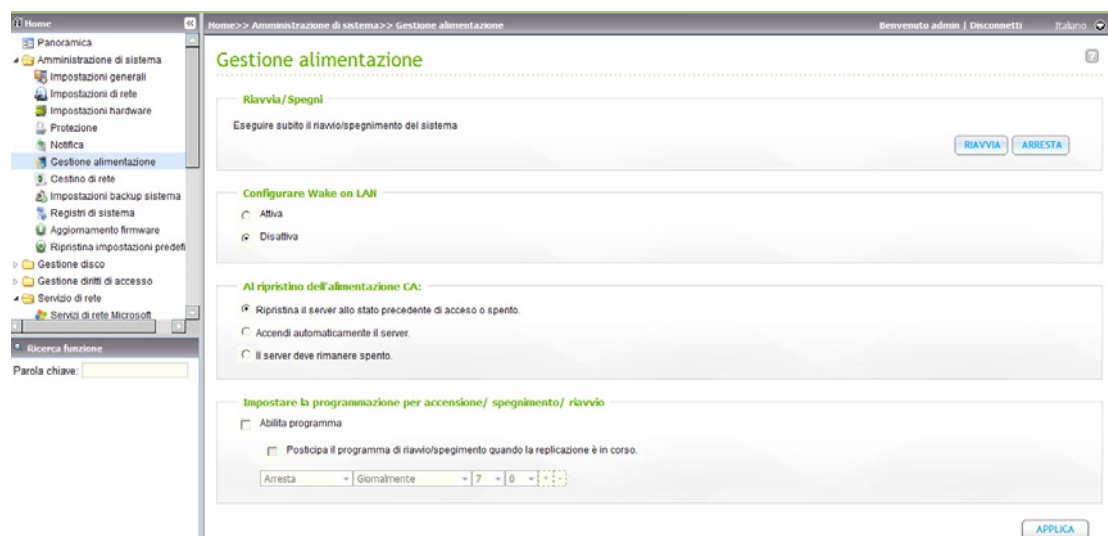 Home
Home>> Amministrazione di sistema>> Gestione alimentazione
Benvenuto admin | Disconnetti
Italiano
Panoramica
Amministrazione di sistema
Impostazioni generali
Impostazioni di rete
Impostazioni hardware
Protezione
Notifica
Gestione alimentazione
Cestino di rete
Impostazioni backup sistema
Registri di sistema
Aggiornamento firmware
Ripristina impostazioni predefi
Gestione disco
Gestione diritti di accesso
Servizio di rete
Servizi di rete Microsoft
Ricerca funzione
Parola chiave:
Gestione alimentazione
Riavvia/Spegni
Eseguire subito il riavvio/spegnimento del sistema
RIAVVIA
ARRESTA
Configurare Wake on LAN
Attiva
Disattiva
Al ripristino dell'alimentazione CA:
Ripristina il server allo stato precedente di acceso o spento.
Accendi automaticamente il server.
Il server deve rimanere spento.
Impostare la programmazione per accensione/ spegnimento/ riavvio
Abilita programma
Posticipa il programma di riavvio/spegimento quando la replicazione è in corso.
Arresta Giornalmente 7 0 + -
APPLICA